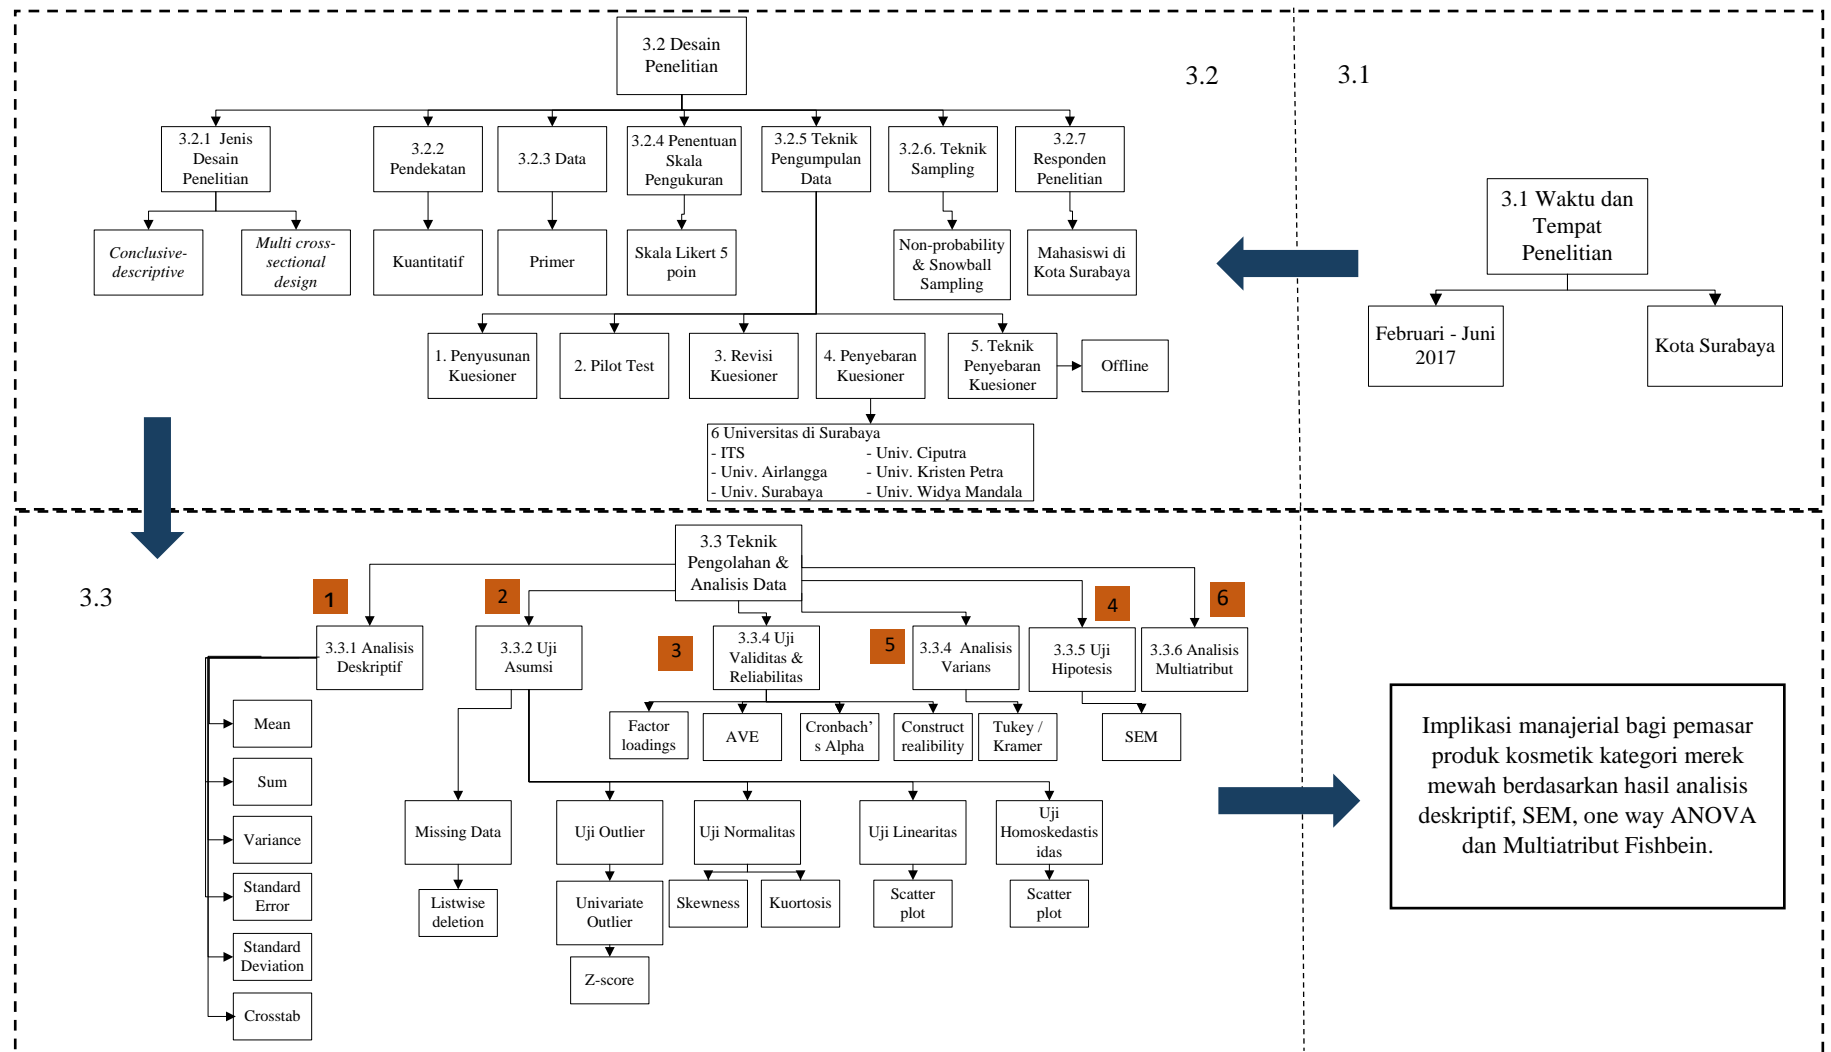 3.2 Desain
Penelitian
3.2
3.1
3.2.1 Jenis
Desain
Penelitian
3.2.2
Pendekatan
3.2.3 Data
3.2.4 Penentuan
Skala
Pengukuran
3.2.5 Teknik
Pengumpulan
Data
3.2.6. Teknik
Sampling
3.2.7
Responden
Penelitian
Conclusive-
descriptive
Multi cross-
sectional
design
Kuantitatif
Primer
Skala Likert 5
poin
Non-probability
& Snowball
Sampling
Mahasiswi di
Kota Surabaya
1. Penyusunan
Kuesioner
2. Pilot Test
3. Revisi
Kuesioner
4. Penyebaran
Kuesioner
5. Teknik
Penyebaran
Kuesioner
Offline
6 Universitas di Surabaya
- ITS - Univ. Ciputra
- Univ. Airlangga - Univ. Kristen Petra
- Univ. Surabaya - Univ. Widya Mandala
3.1 Waktu dan
Tempat
Penelitian
Februari - Juni
2017
Kota Surabaya
3.3
3.3 Teknik
Pengolahan &
Analisis Data
1
3.3.1 Analisis
Deskriptif
2
3.3.2 Uji
Asumsi
3
3.3.4 Uji
Validitas &
Reliabilitas
5
3.3.4 Analisis
Varians
4
3.3.5 Uji
Hipotesis
6
3.3.6 Analisis
Multiatribut
Mean
Sum
Variance
Standard
Error
Standard
Deviation
Crosstab
Factor
loadings
AVE
Cronbach'
s Alpha
Construct
realibility
Tukey /
Kramer
SEM
Missing Data
Uji Outlier
Uji Normalitas
Uji Linearitas
Uji
Homoskedastis
idas
Listwise
deletion
Univariate
Outlier
Skewness
Kuortosis
Scatter
plot
Scatter
plot
Z-score
Implikasi manajerial bagi pemasar
produk kosmetik kategori merek
mewah berdasarkan hasil analisis
deskriptif, SEM, one way ANOVA
dan Multiatribut Fishbein.